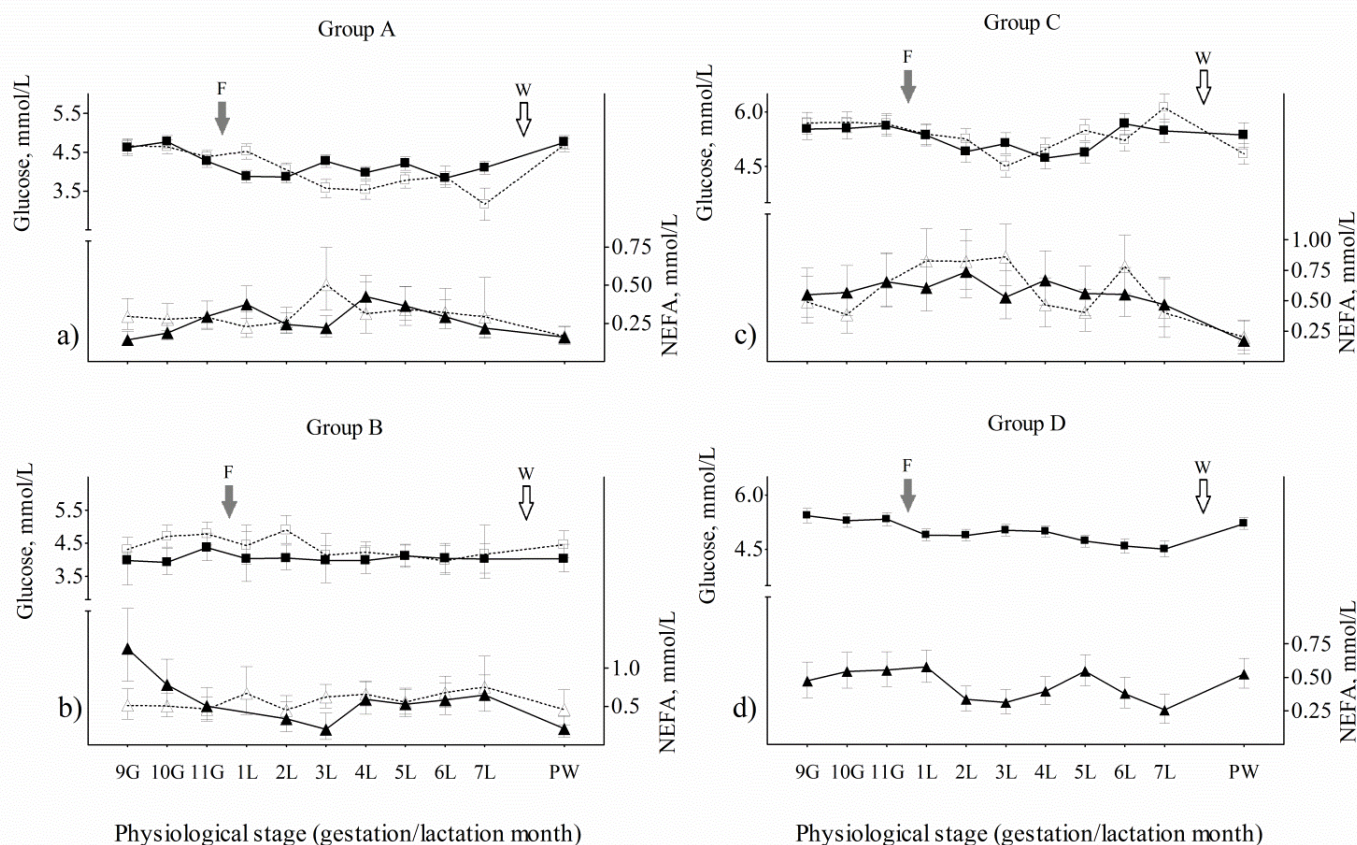 Group A
F
W
Glucose, mmol/L
5.5
4.5
3.5
NEFA, mmol/L
0.75
0.50
0.25
a)
Group C
F
W
Glucose, mmol/L
6.0
4.5
NEFA, mmol/L
1.00
0.75
0.50
0.25
c)
Group B
F
W
Glucose, mmol/L
5.5
4.5
3.5
NEFA, mmol/L
1.0
0.5
b)
9G 10G 11G 1L 2L 3L 4L 5L 6L 7L PW
Physiological stage (gestation/lactation month)
Group D
F
W
Glucose, mmol/L
6.0
4.5
NEFA, mmol/L
0.75
0.50
0.25
d)
9G 10G 11G 1L 2L 3L 4L 5L 6L 7L PW
Physiological stage (gestation/lactation month)